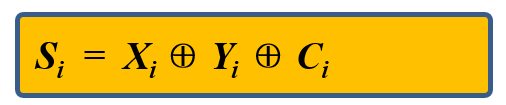 Sᵢ = Xᵢ ⊕ Yᵢ ⊕ Cᵢ